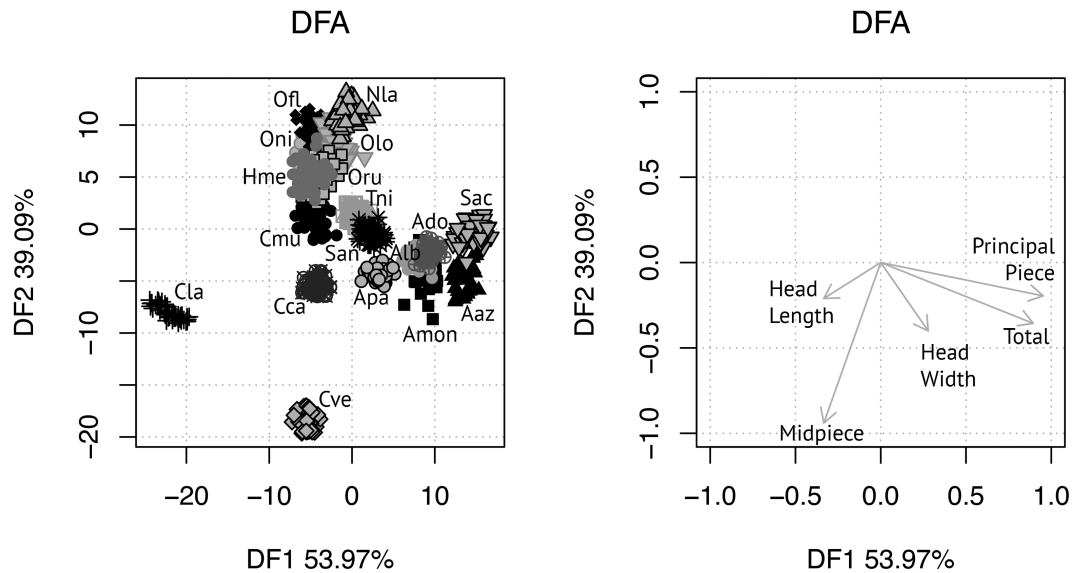 DFA
DF2 39.09%
10
5
0
−10
−20
Ofl
Nla
Oni
Olo
Hme
Oru
Tni
Sac
Cmu
San
Ado
Alb
Cla
Cca
Apa
Aaz
Amon
Cve
−20
−10
0
10
DF1 53.97%
DFA
DF2 39.09%
1.0
0.5
0.0
−0.5
−1.0
Principal
Piece
Head
Length
Total
Head
Width
Midpiece
−1.0
−0.5
0.0
0.5
1.0
DF1 53.97%